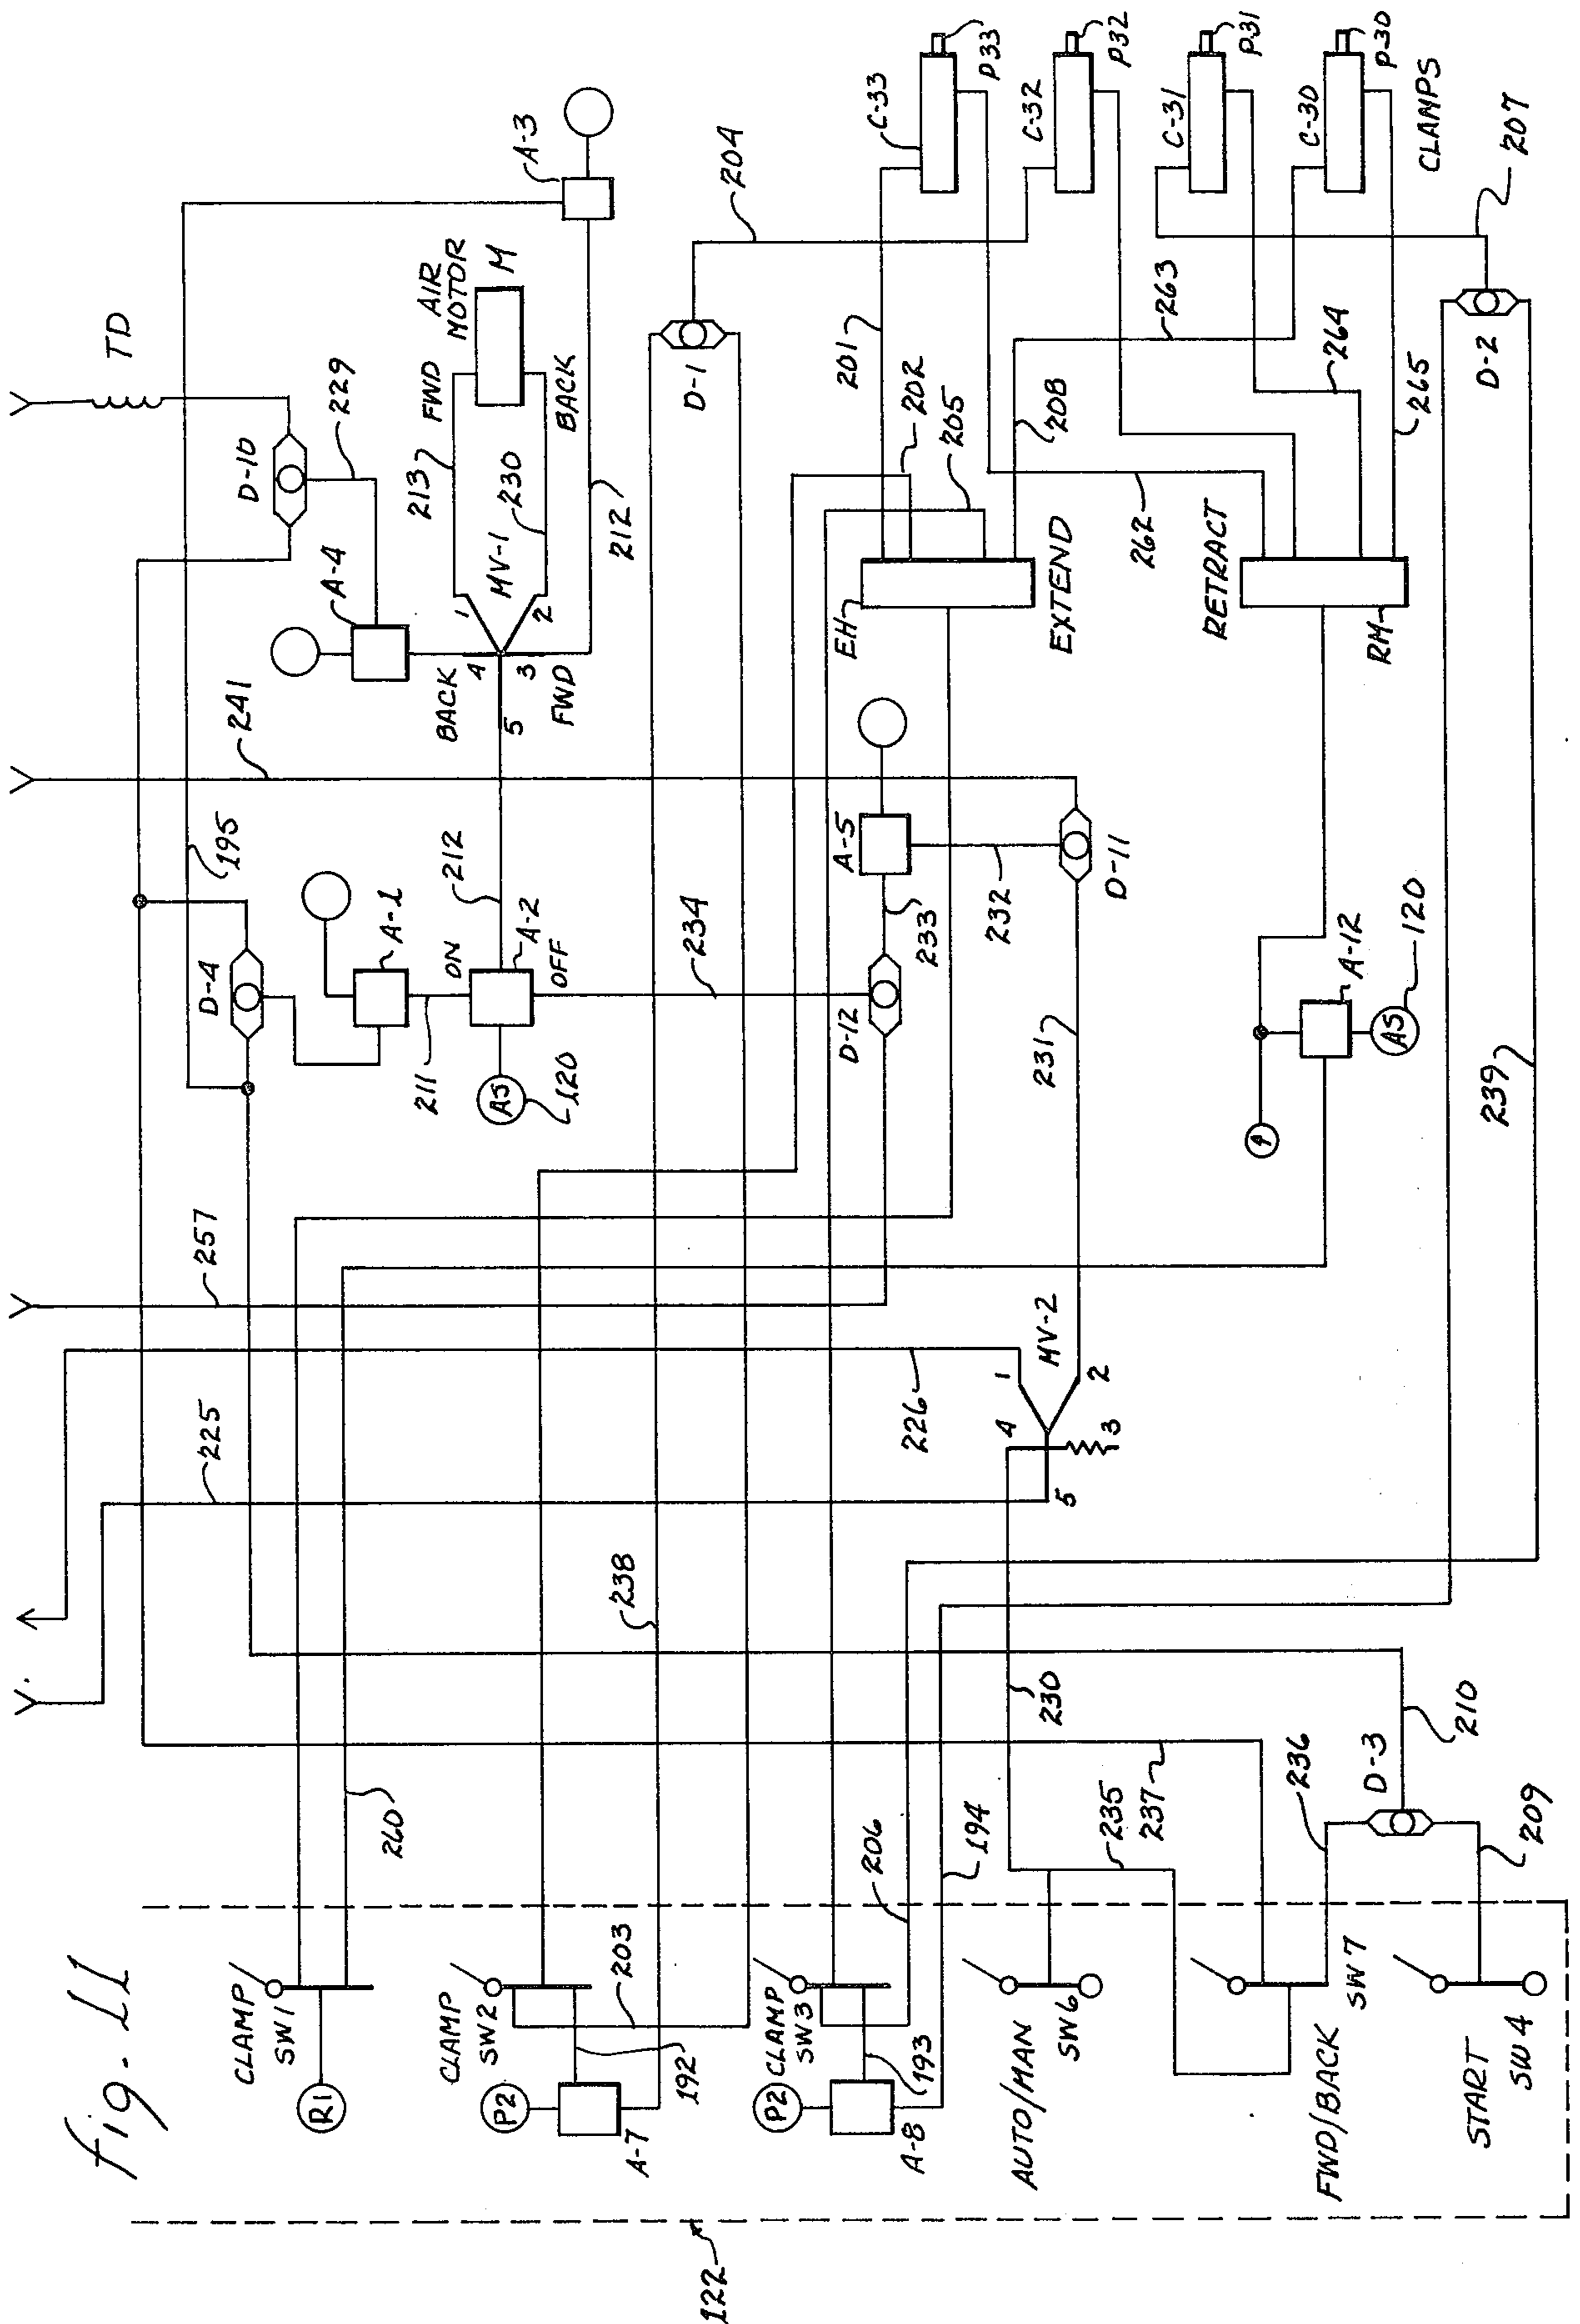 Fig. 11
TD
D-10
229
A-4
241
195
D-4
A-1
257
225
FWD
AIR
MOTOR
M
213
MV-1
230
BACK
1
2
BACK
4
3
FWD
5
212
A-3
212
ON
A-2
OFF
211
AS
120
204
D-1
234
238
C-33
P33
C-32
P32
C-31
P31
C-30
P30
CLAMPS
207
201
202
205
208
263
264
265
D-2
262
EH
EXTEND
RETRACT
RM
A-5
233
232
D-12
D-11
231
A-12
AS
120
P
239
MV-2
1
2
4
3
5
226
230
235
237
236
D-3
210
209
260
206
194
CLAMP
SW1
R1
CLAMP
SW2
203
P2
192
A-7
CLAMP
SW3
P2
193
A-8
AUTO/MAN
SW6
FWD/BACK
SW7
START
SW4
122